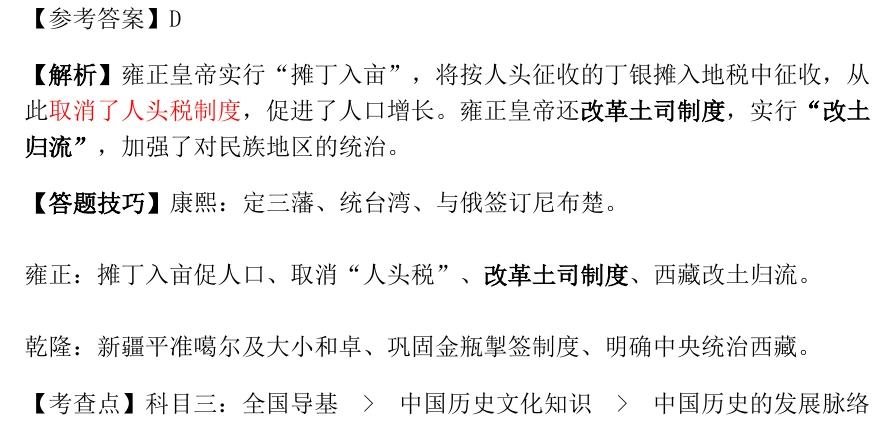 【参考答案】D
【解析】雍正皇帝实行“摊丁入亩”，将按人头征收的丁银摊入地税中征收，从
此取消了人头税制度，促进了人口增长。雍正皇帝还改革土司制度，实行“改土
归流”，加强了对民族地区的统治。
【答题技巧】康熙：定三藩、统台湾、与俄签订尼布楚。
雍正：摊丁入亩促人口、取消“人头税”、改革土司制度、西藏改土归流。
乾隆：新疆平准噶尔及大小和卓、巩固金瓶掣签制度、明确中央统治西藏。
【考查点】科目三：全国导基 > 中国历史文化知识 > 中国历史的发展脉络